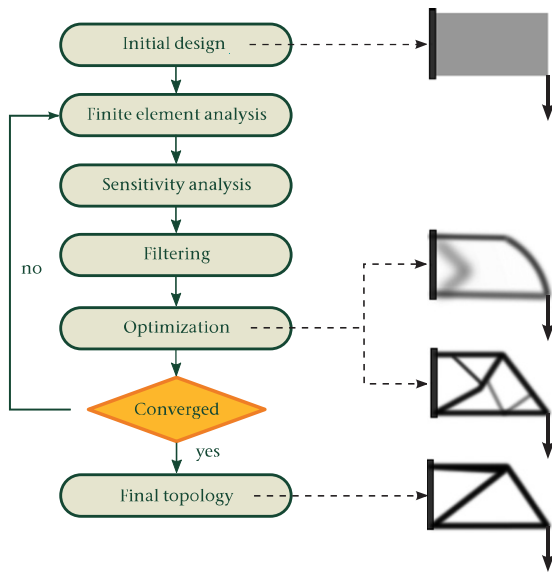 Initial design
Finite element analysis
Sensitivity analysis
Filtering
no
Optimization
Converged
yes
Final topology